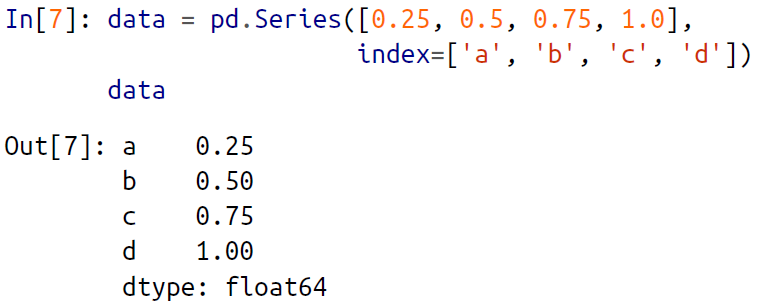 In[7]: data = pd.Series([0.25, 0.5, 0.75, 1.0],
index=['a', 'b', 'c', 'd'])
data
Out[7]: a 0.25
b 0.50
c 0.75
d 1.00
dtype: float64